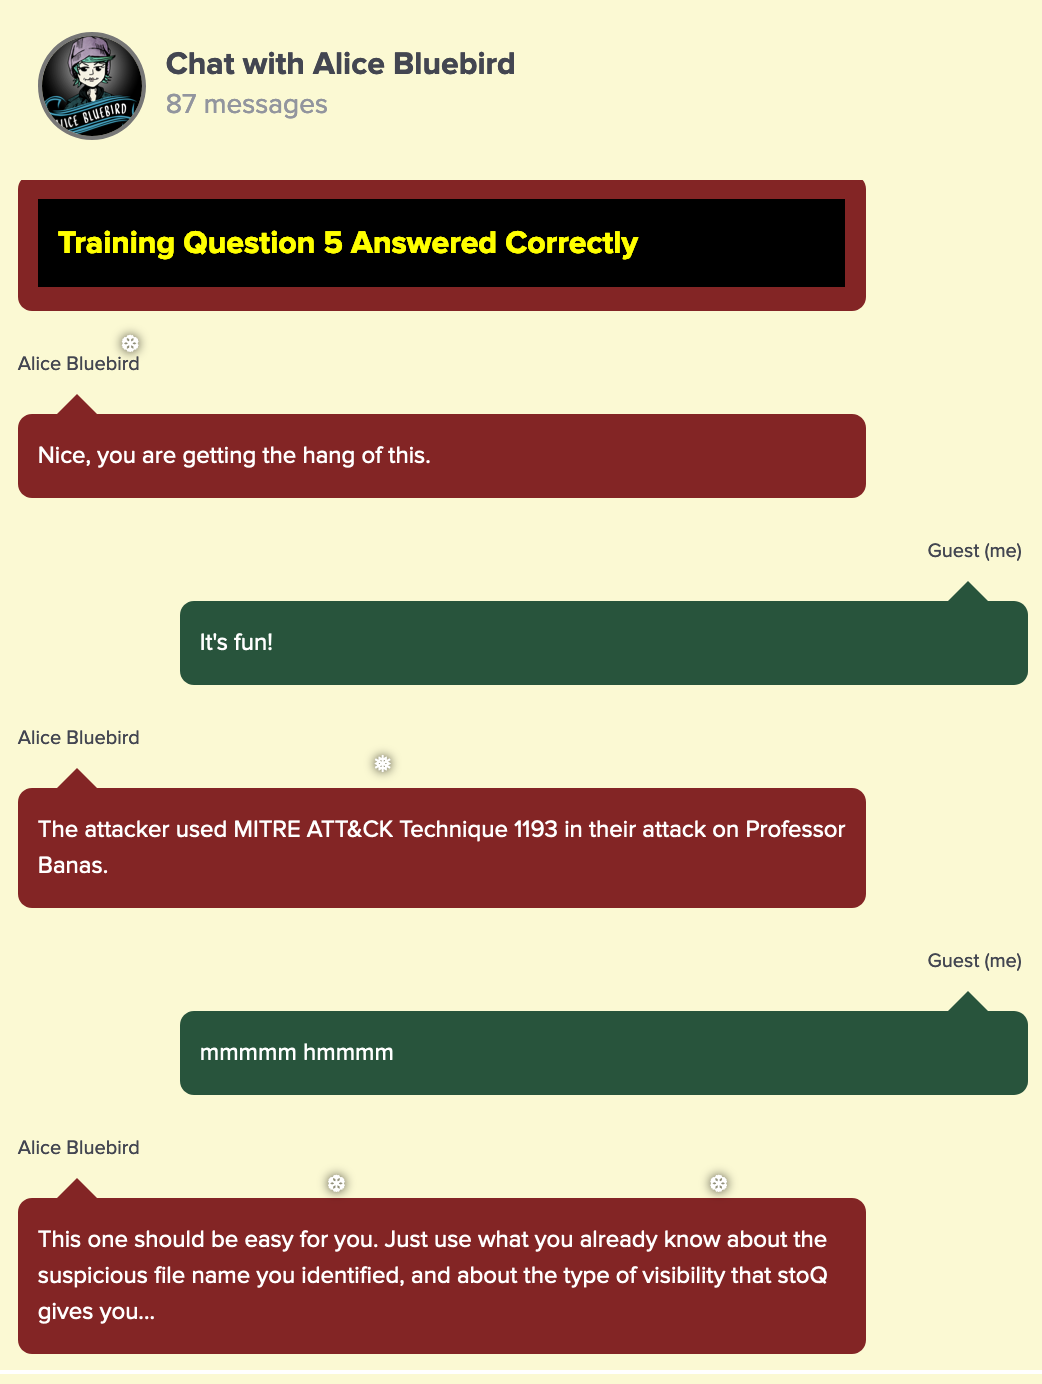 Chat with Alice Bluebird
87 messages
ALICE BLUEBIRD
Training Question 5 Answered Correctly
Alice Bluebird
Nice, you are getting the hang of this.
Guest (me)
It's fun!
Alice Bluebird
The attacker used MITRE ATT&CK Technique 1193 in their attack on Professor
Banas.
Guest (me)
mmmmm hmmmm
Alice Bluebird
This one should be easy for you. Just use what you already know about the
suspicious file name you identified, and about the type of visibility that stoQ
gives you...